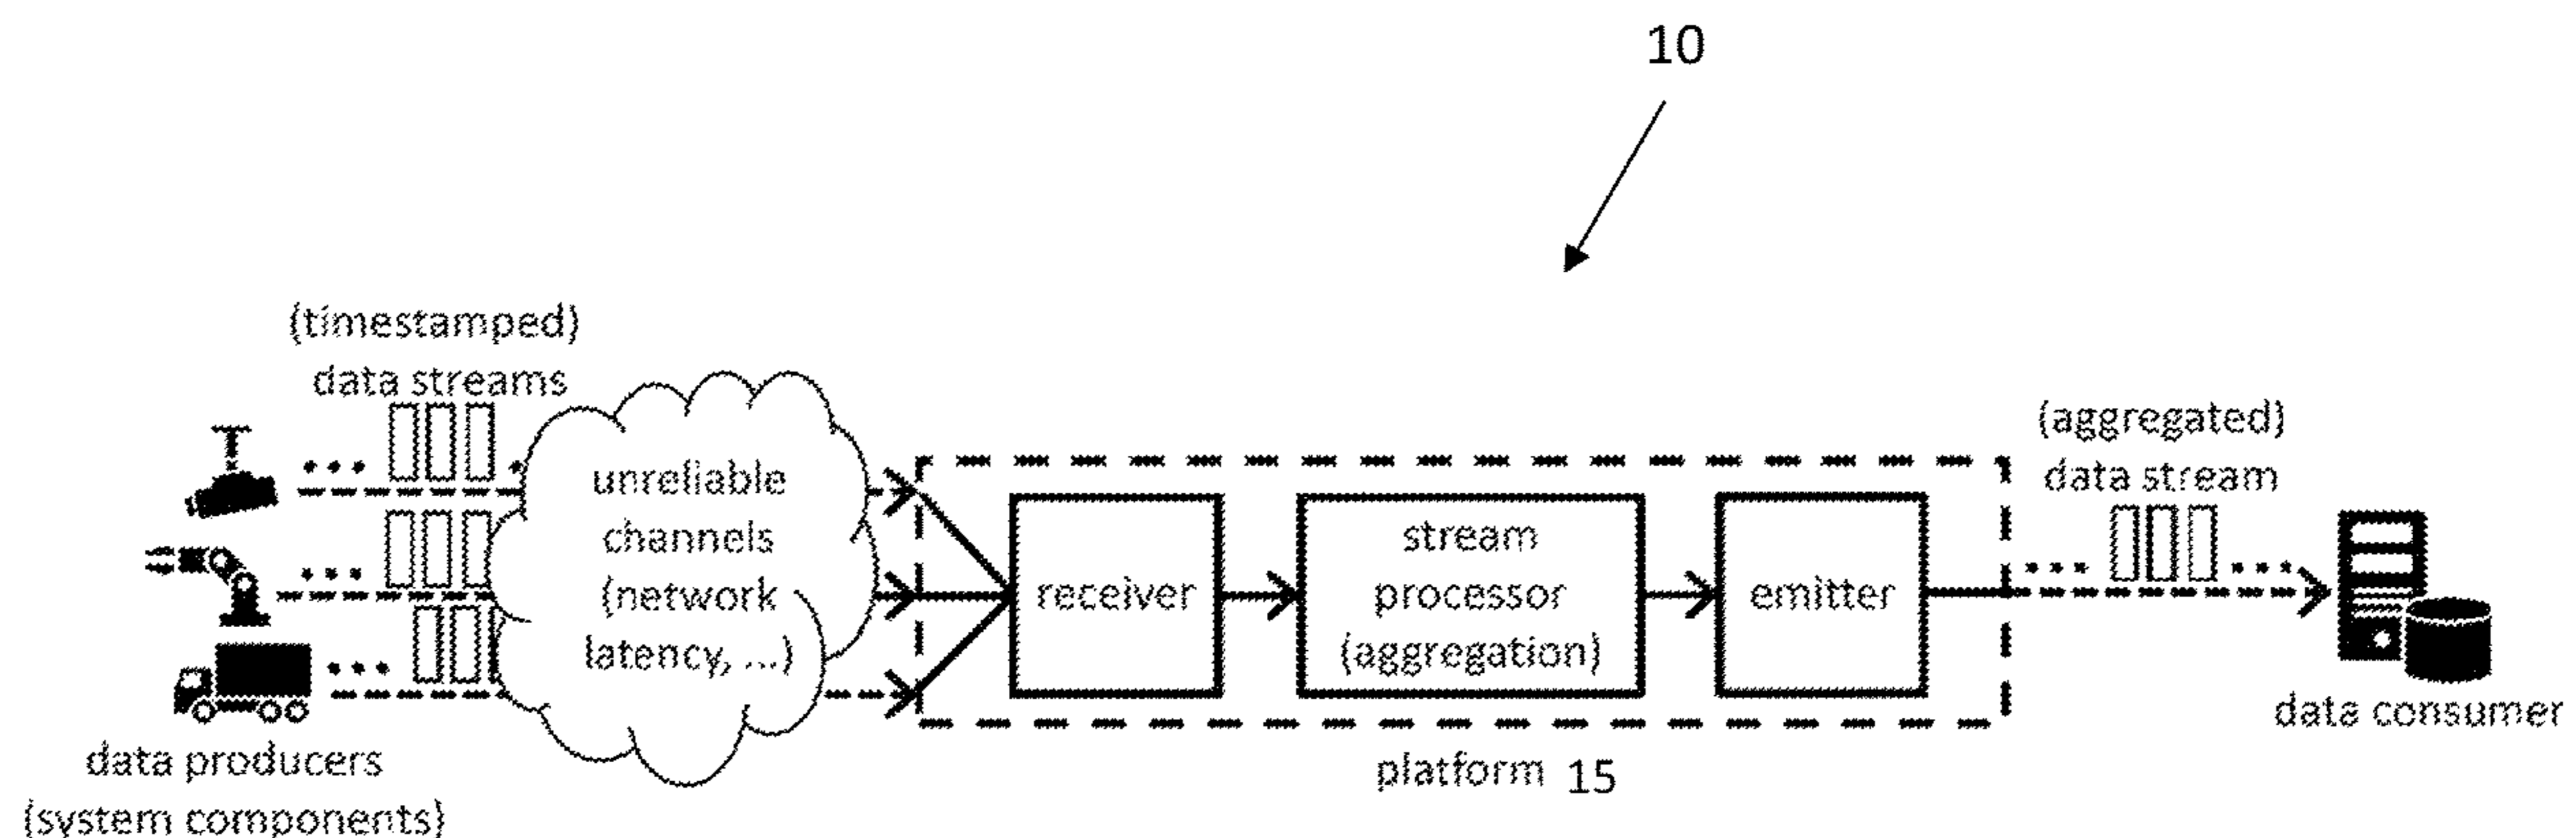 10
(timestamped)
data streams
unreliable
channels
(network
latency, ...)
receiver
stream
processor
(aggregation)
emitter
(aggregated)
data stream
data consumer
data producers
(system components)
platform 15